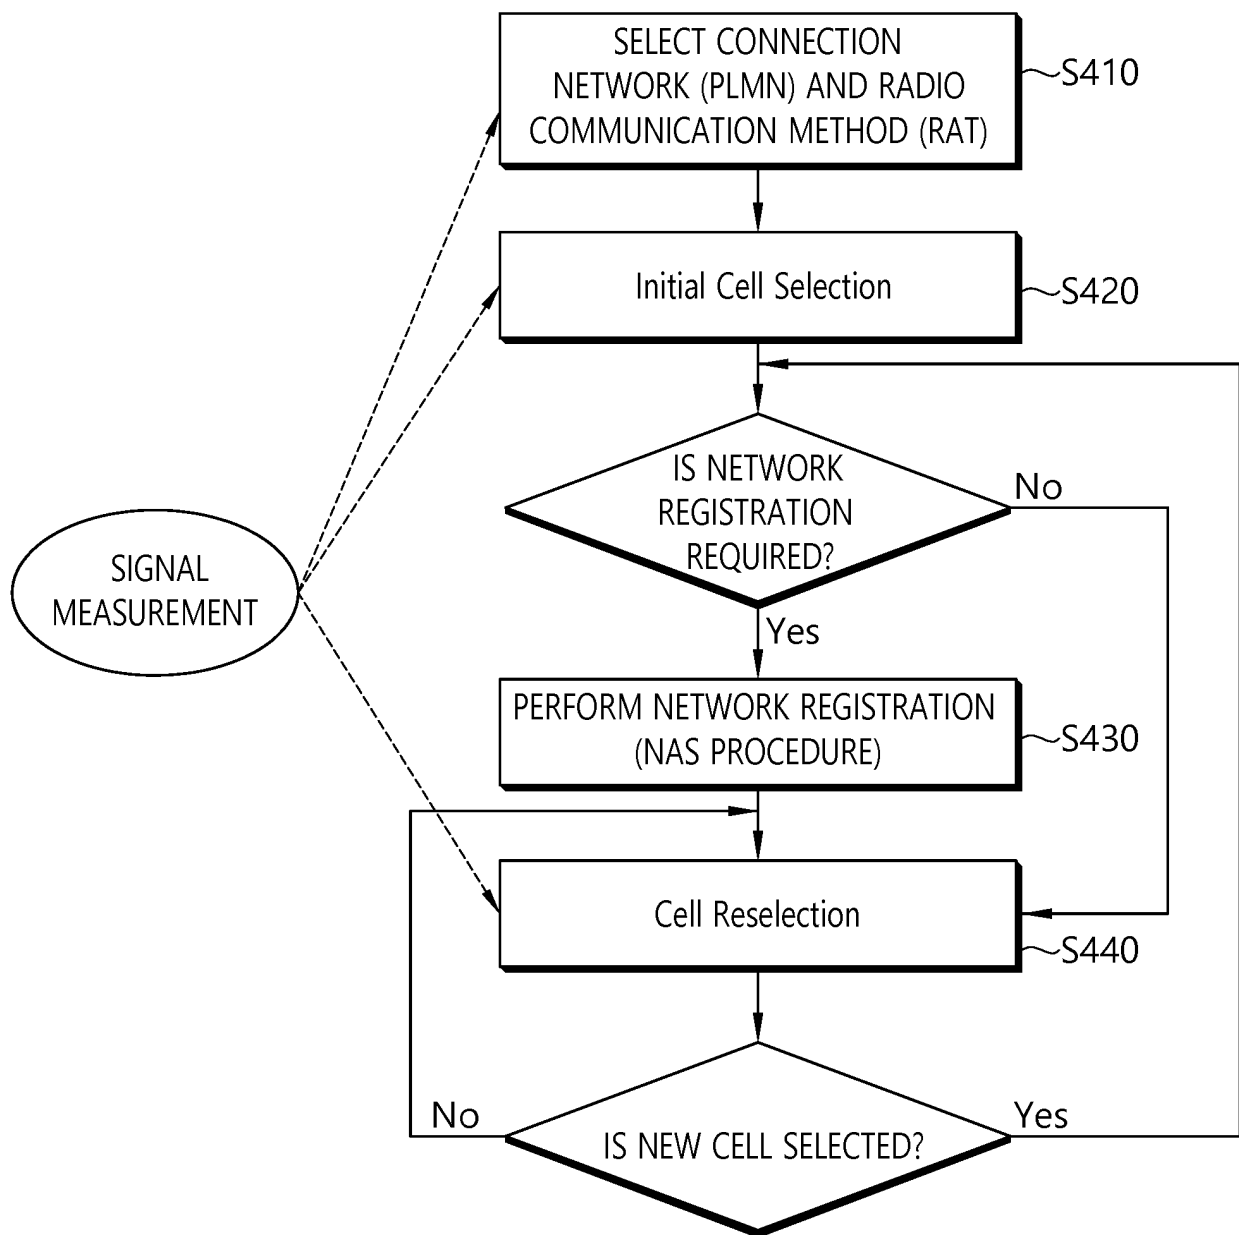 SELECT CONNECTION
NETWORK (PLMN) AND RADIO
COMMUNICATION METHOD (RAT)
S410
Initial Cell Selection
S420
IS NETWORK
REGISTRATION
REQUIRED?
No
Yes
SIGNAL
MEASUREMENT
PERFORM NETWORK REGISTRATION
(NAS PROCEDURE)
S430
Cell Reselection
S440
IS NEW CELL SELECTED?
No
Yes